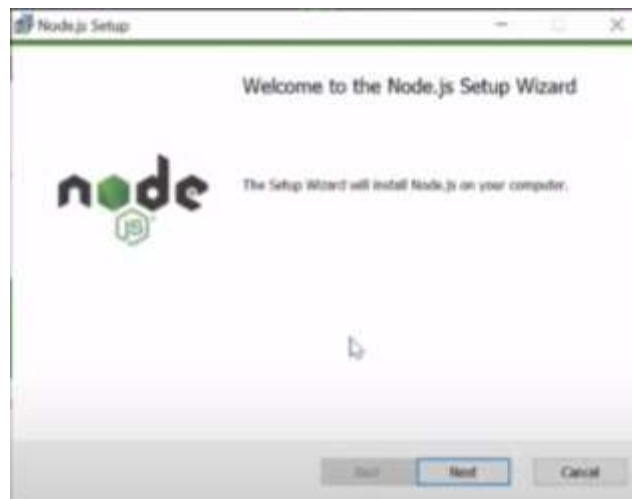 Node.js Setup
Welcome to the Node.js Setup Wizard
node
JS
The Setup Wizard will install Node.js on your computer.
Next
Cancel